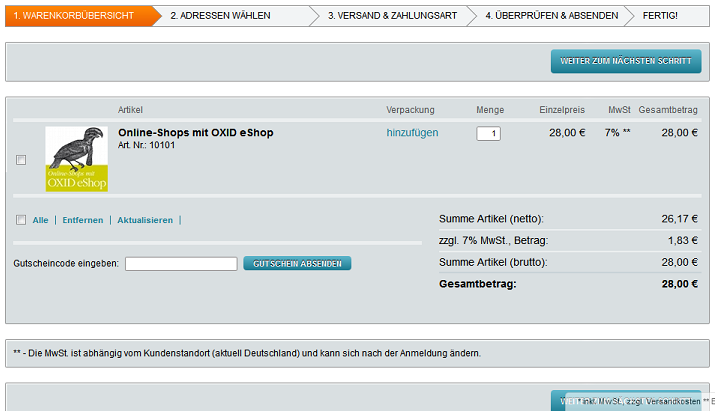 1. WARENKORBÜBERSICHT 2. ADRESSEN WÄHLEN 3. VERSAND & ZAHLUNGSART 4. ÜBERPRÜFEN & ABSENDEN FERTIG!
WEITER ZUM NÄCHSTEN SCHRITT
Artikel Verpackung Menge Einzelpreis MwSt Gesamtbetrag
Online-Shops mit OXID eShop hinzufügen 1 28,00 € 7% ** 28,00 €
Art. Nr.: 10101
Online-Shops mit
OXID eShop
Alle | Entfernen | Aktualisieren |
Summe Artikel (netto): 26,17 €
zzgl. 7% MwSt., Betrag: 1,83 €
Gutscheincode eingeben: GUTSCHEIN ABSENDEN
Summe Artikel (brutto): 28,00 €
Gesamtbetrag: 28,00 €
** - Die MwSt. ist abhängig vom Kundenstandort (aktuell Deutschland) und kann sich nach der Anmeldung ändern.
* inkl. MwSt., zzgl. Versandkosten **